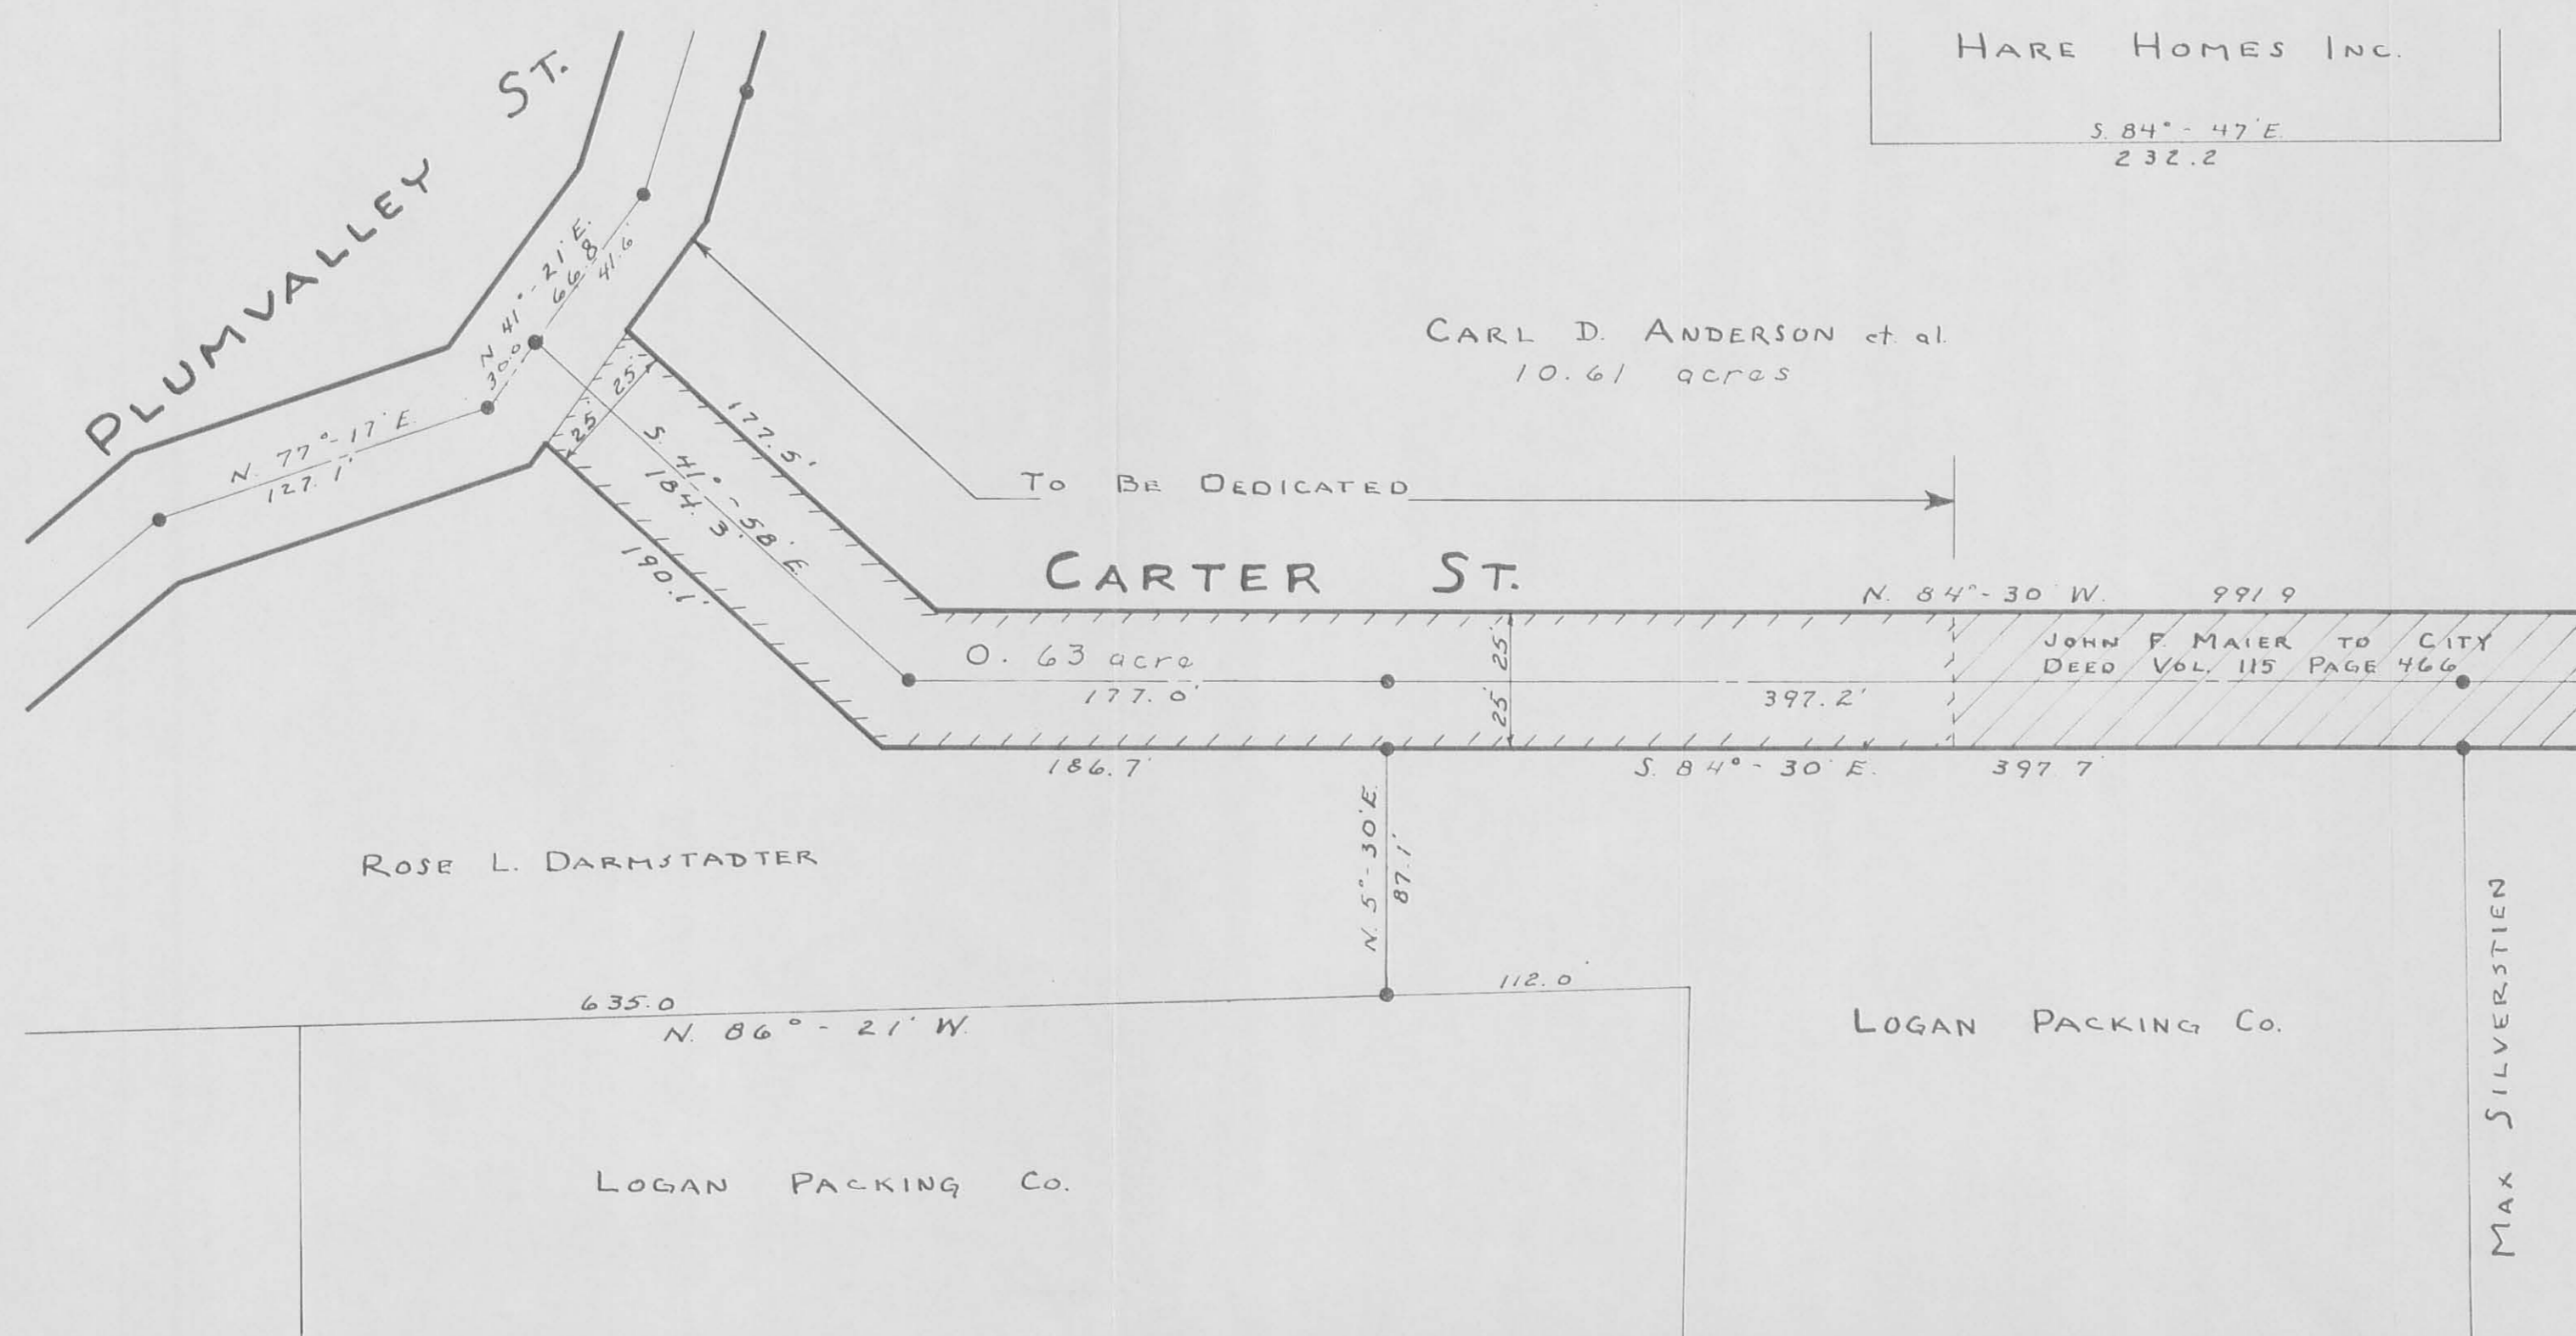 PLUMVALLEY ST.
HARE HOMES INC.
S. 84° - 47' E.
232.2
N 41° - 21' E.
66.8
41.6'
30.0
N. 77° - 17' E.
127.1'
25'
25'
S. 41° - 58' E.
184.3'
177.5'
190.1'
CARL D. ANDERSON et. al.
10.61 acres
TO BE DEDICATED
CARTER ST.
N. 84° - 30' W. 991 9
JOHN F. MAIER TO CITY
DEED VOL. 115 PAGE 466
0.63 acre
177.0'
25'
25'
397.2'
186.7'
S. 84° - 30' E. 397 7
N. 5° - 30' E.
87.1'
ROSE L. DARMSTADTER
635.0
N. 86° - 21' W.
112.0'
LOGAN PACKING CO.
LOGAN PACKING CO.
MAX SILVERSTIEN